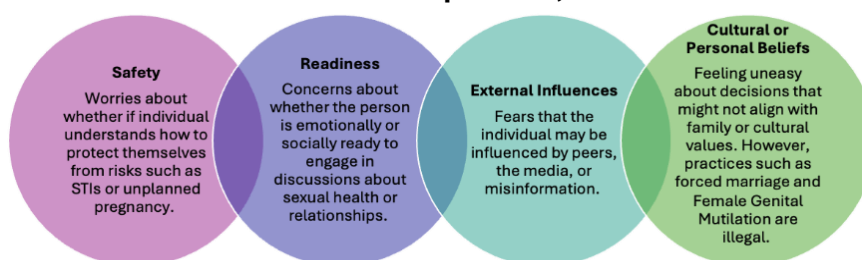 Safety
Worries about
whether if individual
understands how to
protect themselves
from risks such as
STIs or unplanned
pregnancy.
Readiness
Concerns about
whether the person
is emotionally or
socially ready to
engage in
discussions about
sexual health or
relationships.
External Influences
Fears that the
individual may be
influenced by peers,
the media, or
misinformation.
Cultural or
Personal Beliefs
Feeling uneasy
about decisions that
might not align with
family or cultural
values. However,
practices such as
forced marriage and
Female Genital
Mutilation are
illegal.